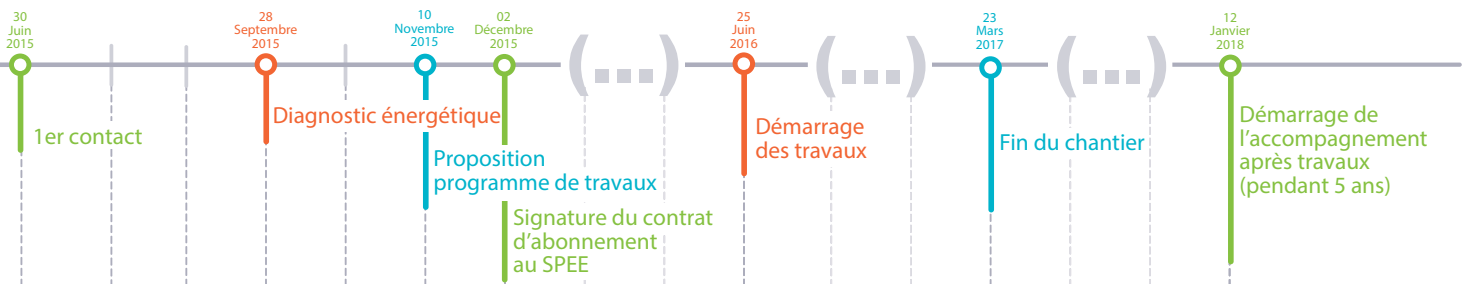 30
Juin
2015
28
Septembre
2015
10
Novembre
2015
02
Décembre
2015
25
Juin
2016
23
Mars
2017
12
Janvier
2018
(...)
(...)
(...)
1er contact
Diagnostic énergétique
Proposition
programme de travaux
Signature du contrat
d’abonnement
au SPEE
Démarrage
des travaux
Fin du chantier
Démarrage de
l’accompagnement
après travaux
(pendant 5 ans)